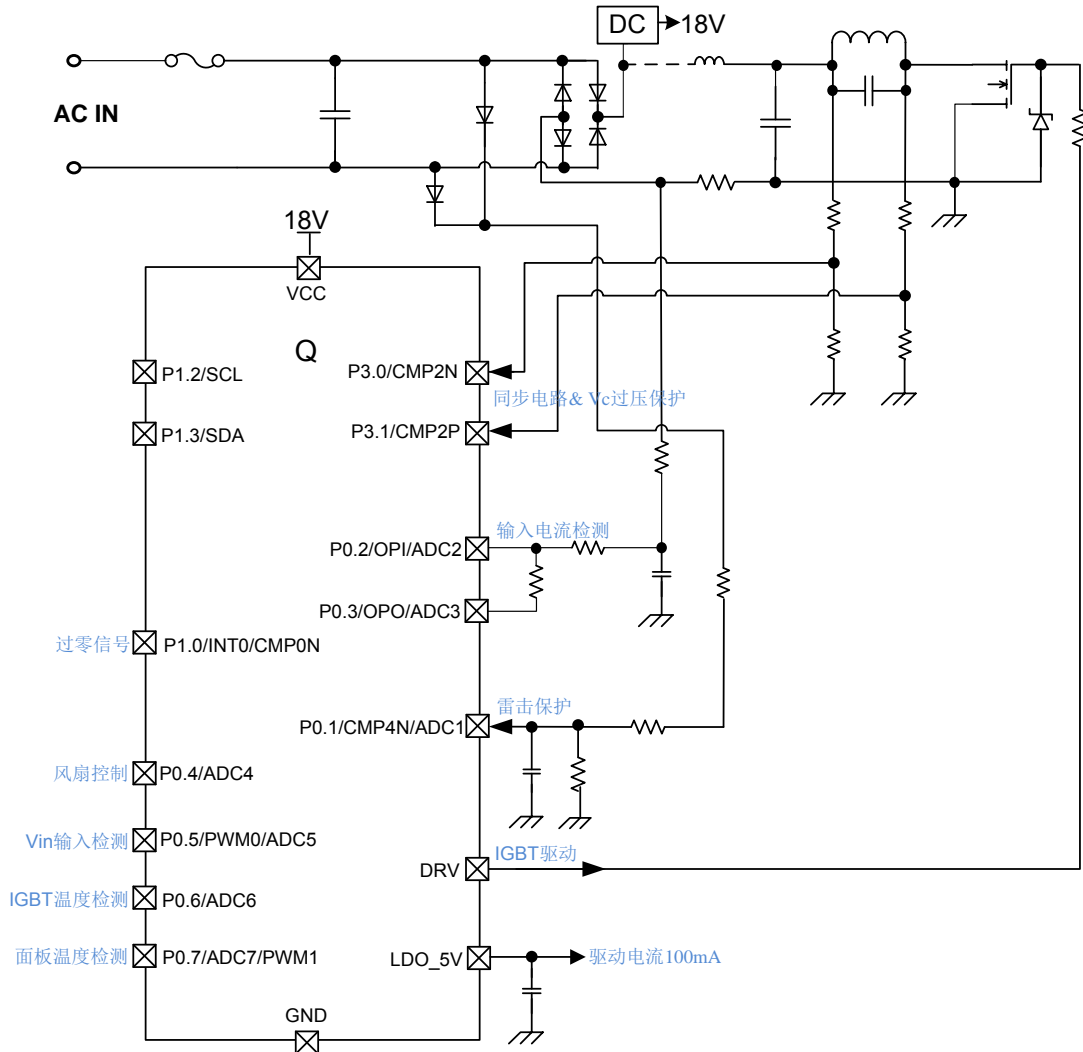 DC
18V
AC IN
18V
VCC
Q
P1.2/SCL
P3.0/CMP2N
同步电路& Vc过压保护
P1.3/SDA
P3.1/CMP2P
输入电流检测
P0.2/OPI/ADC2
P0.3/OPO/ADC3
过零信号
P1.0/INT0/CMP0N
雷击保护
P0.1/CMP4N/ADC1
风扇控制
P0.4/ADC4
Vin输入检测
P0.5/PWM0/ADC5
IGBT驱动
DRV
IGBT温度检测
P0.6/ADC6
面板温度检测
P0.7/ADC7/PWM1
LDO_5V
驱动电流100mA
GND